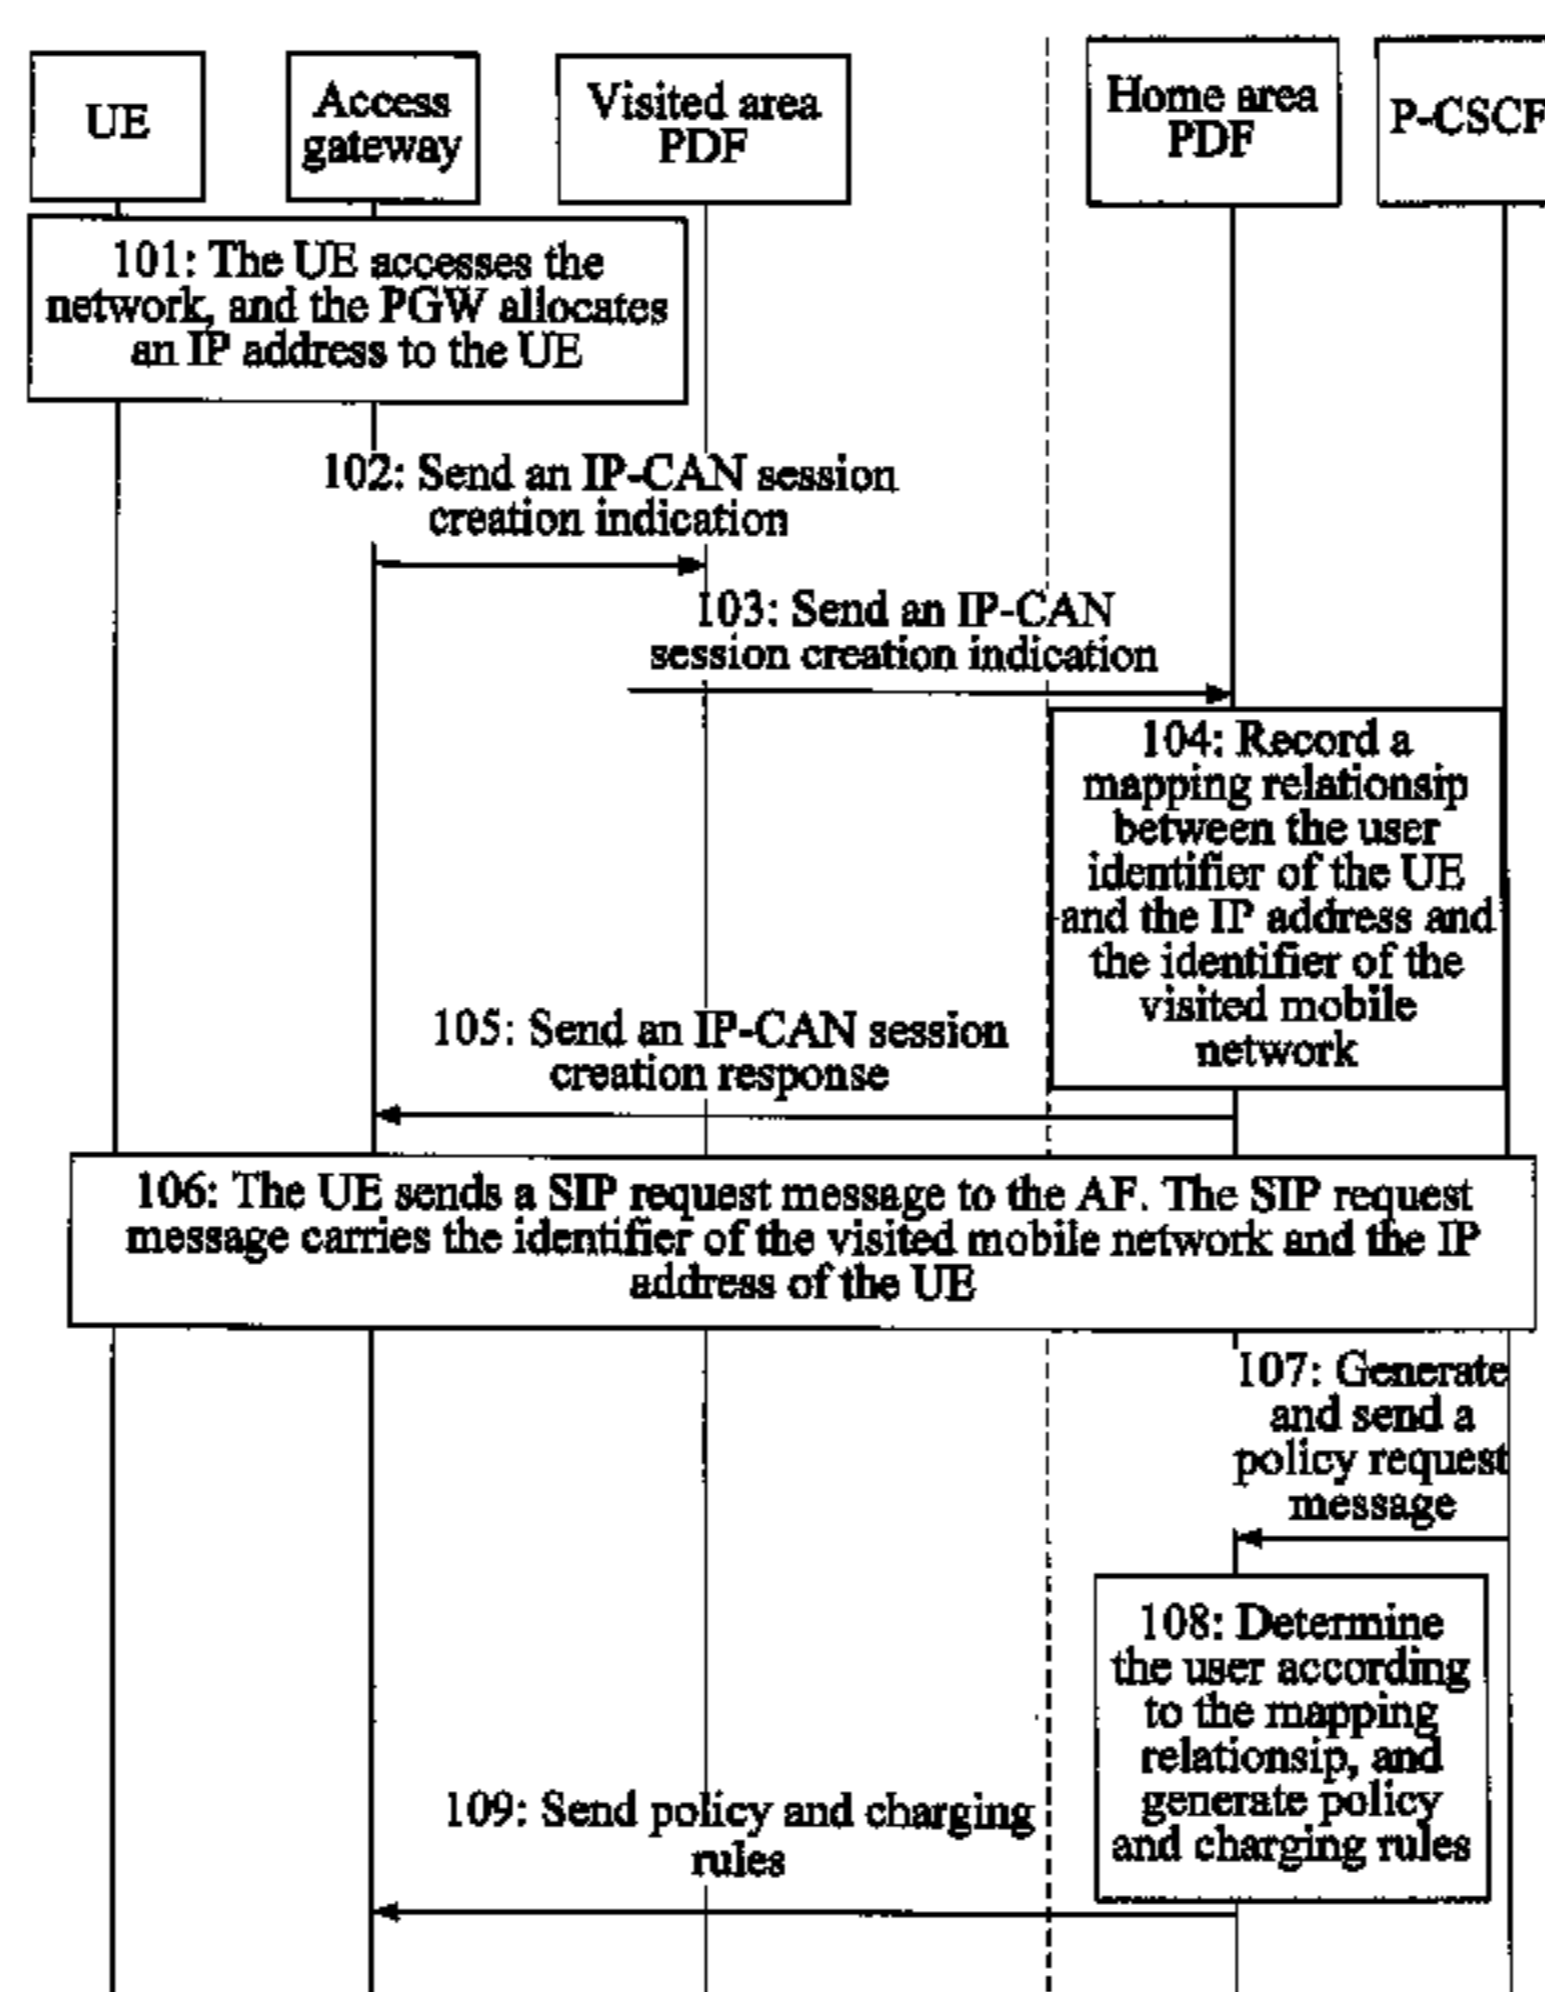 UE
Access
gateway
Visited area
PDF
Home area
PDF
P-CSCF
101: The UE accesses the
network, and the PGW allocates
an IP address to the UE
102: Send an IP-CAN session
creation indication
103: Send an IP-CAN
session creation indication
104: Record a
mapping relationsip
between the user
identifier of the UE
and the IP address and
the identifier of the
visited mobile
network
105: Send an IP-CAN session
creation response
106: The UE sends a SIP request message to the AF. The SIP request
message carries the identifier of the visited mobile network and the IP
address of the UE
107: Generate
and send a
policy request
message
108: Determine
the user according
to the mapping
relationsip, and
generate policy
and charging rules
109: Send policy and charging
rules